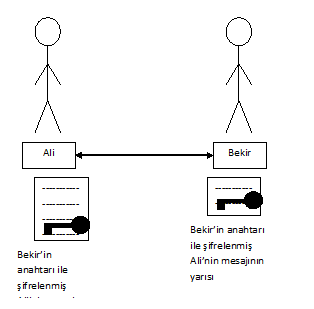 Ali
Bekir
Bekir'in
anahtarı ile
şifrelenmiş
Bekir'in anahtarı
ile şifrelenmiş
Ali'nin mesajının
yarısı